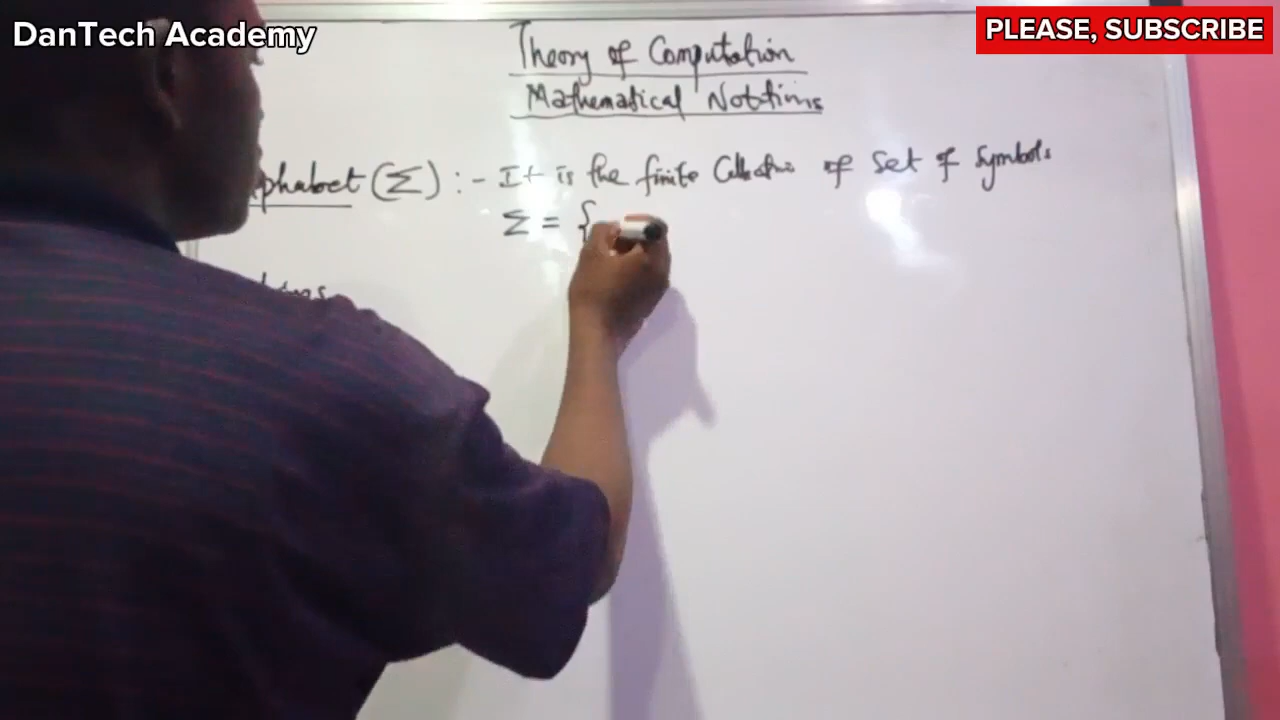 DanTech Academy
PLEASE, SUBSCRIBE
Theory of Computation
Mathematical Notations
phabet (Σ) :- It is the finite Collection of Set of Symbols
Σ = {